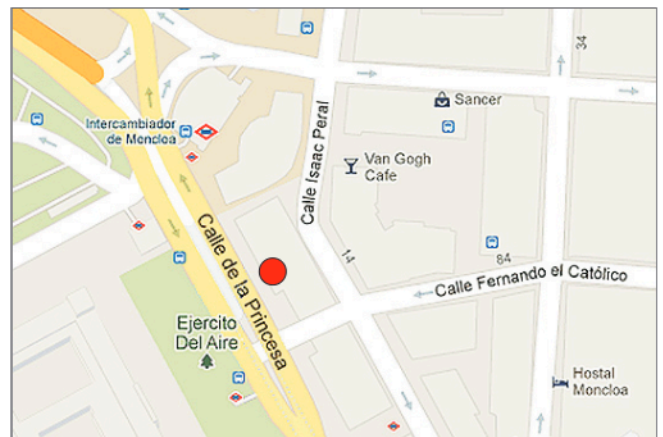 34
Sancer
Intercambiador
de Moncloa
Calle Isaac Peral
Van Gogh
Cafe
Calle de la Princesa
14
84
Calle Fernando el Católico
Ejercito
Del Aire
Hostal
Moncloa